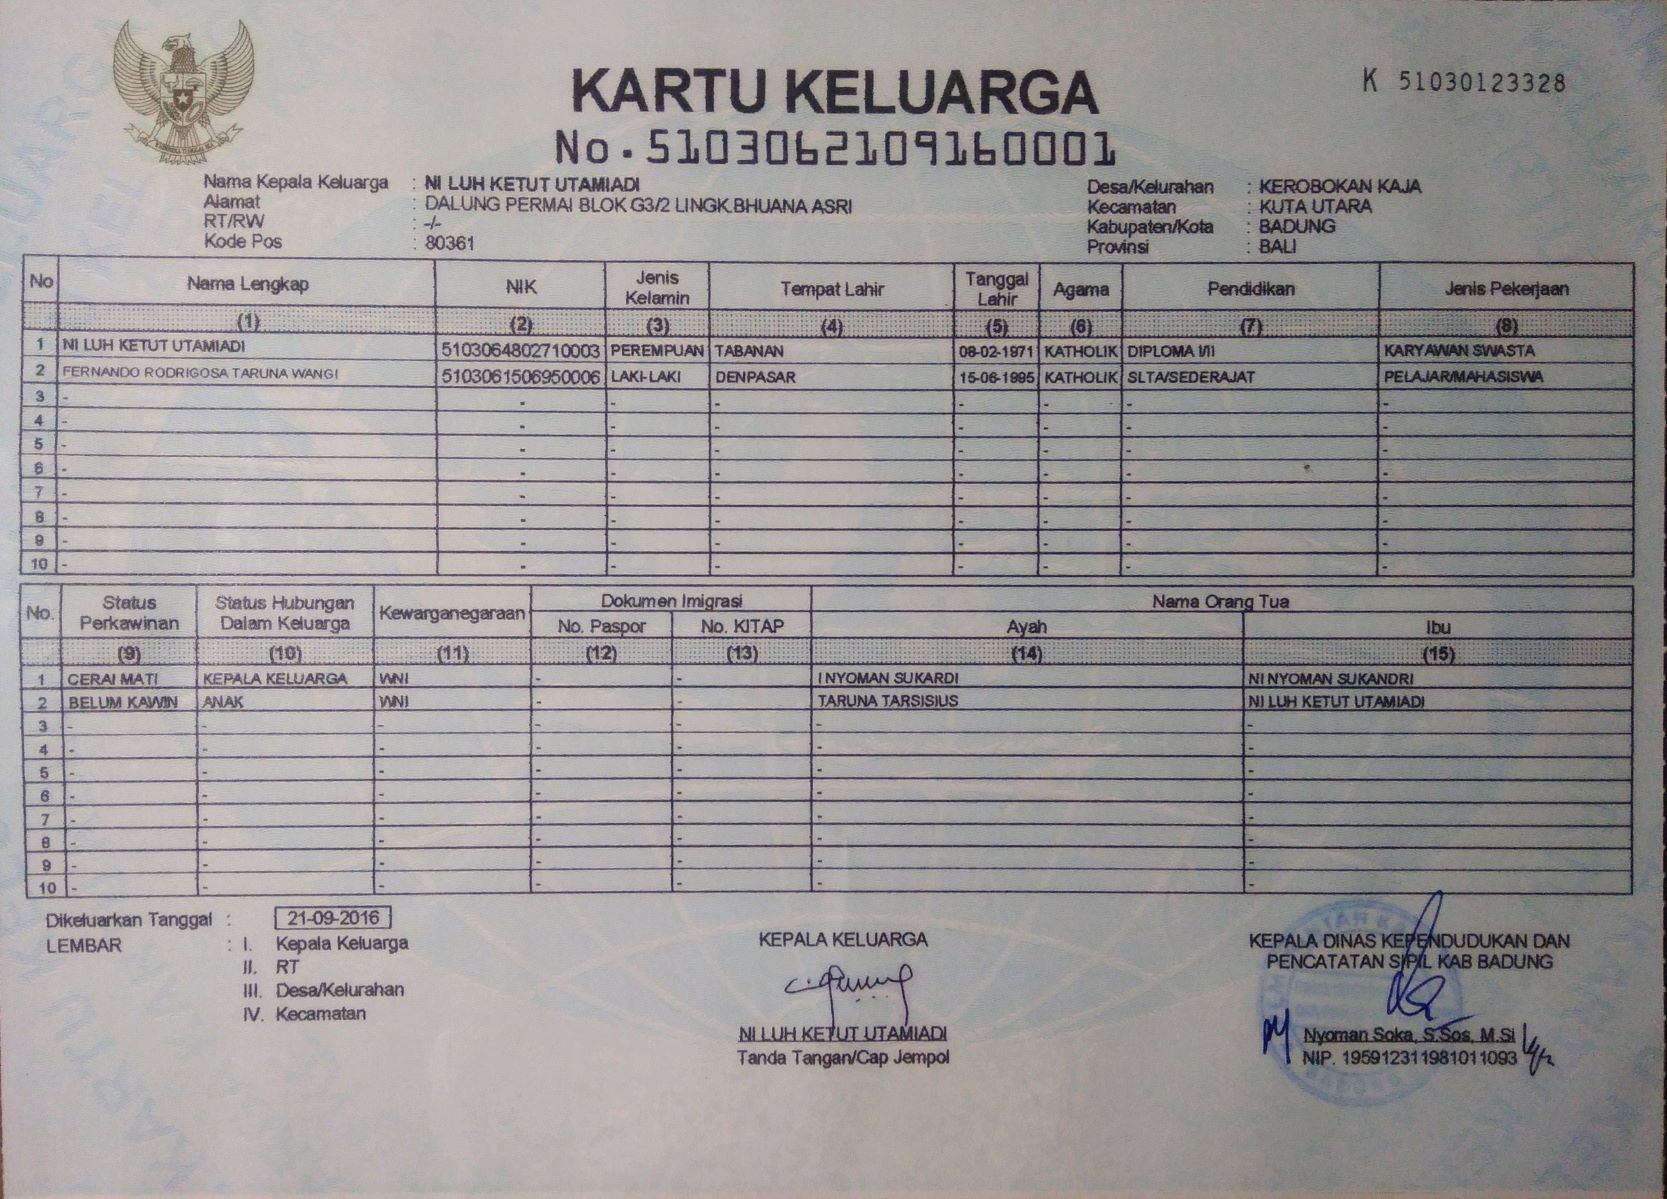 KARTU KELUARGA
No. 5103062109160001
K 51030123328
Nama Kepala Keluarga : NI LUH KETUT UTAMIADI
Alamat : DALUNG PERMAI BLOK G3/2 LINGK.BHUANA ASRI
RT/RW : -/-
Kode Pos : 80361
Desa/Kelurahan : KEROBOKAN KAJA
Kecamatan : KUTA UTARA
Kabupaten/Kota : BADUNG
Provinsi : BALI
No Nama Lengkap NIK Jenis Kelamin Tempat Lahir Tanggal Lahir Agama Pendidikan Jenis Pekerjaan
(1) (2) (3) (4) (5) (6) (7) (8)
1 NI LUH KETUT UTAMIADI 5103064802710003 PEREMPUAN TABANAN 08-02-1971 KATHOLIK DIPLOMA I/II KARYAWAN SWASTA
2 FERNANDO RODRIGOSA TARUNA WANGI 5103061506950006 LAKI-LAKI DENPASAR 15-06-1995 KATHOLIK SLTA/SEDERAJAT PELAJAR/MAHASISWA
3 - - - - - - - -
4 - - - - - - - -
5 - - - - - - - -
6 - - - - - - - -
7 - - - - - - - -
8 - - - - - - - -
9 - - - - - - - -
10 - - - - - - - -
No. Status Perkawinan Status Hubungan Dalam Keluarga Kewarganegaraan Dokumen Imigrasi Nama Orang Tua
No. Paspor No. KITAP Ayah Ibu
(9) (10) (11) (12) (13) (14) (15)
1 CERAI MATI KEPALA KELUARGA WNI - - I NYOMAN SUKARDI NI NYOMAN SUKANDRI
2 BELUM KAWIN ANAK WNI - - TARUNA TARSISIUS NI LUH KETUT UTAMIADI
3 - - - - - - -
4 - - - - - - -
5 - - - - - - -
6 - - - - - - -
7 - - - - - - -
8 - - - - - - -
9 - - - - - - -
10 - - - - - - -
Dikeluarkan Tanggal : 21-09-2016
LEMBAR : I. Kepala Keluarga
II. RT
III. Desa/Kelurahan
IV. Kecamatan
KEPALA KELUARGA
NI LUH KETUT UTAMIADI
Tanda Tangan/Cap Jempol
KEPALA DINAS KEPENDUDUKAN DAN
PENCATATAN SIPIL KAB BADUNG
Nyoman Soka, S.Sos, M.Si
NIP. 195912311981011093